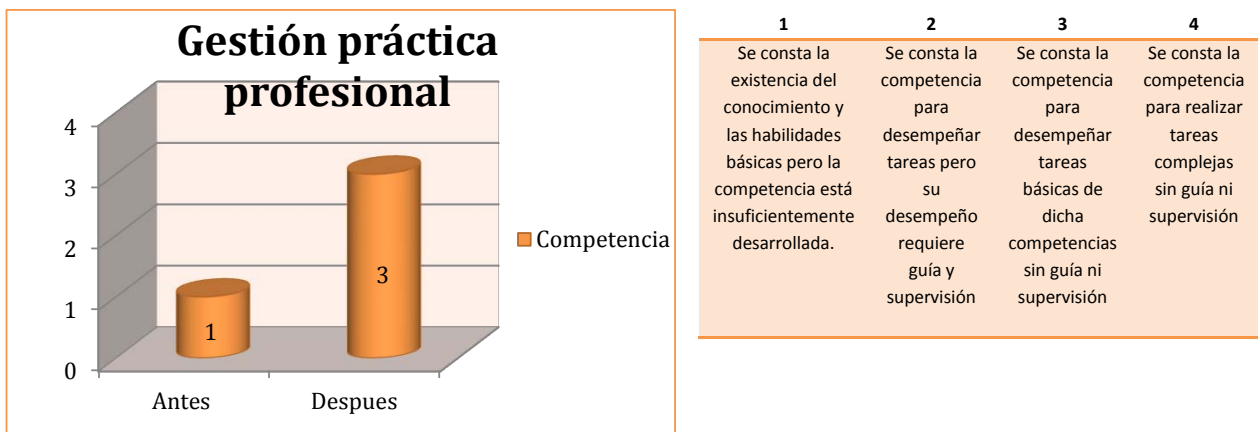 Gestión práctica
profesional
4
3
2
1
0
1
3
Antes
Despues
Competencia
1
Se consta la
existencia del
conocimiento y
las habilidades
básicas pero la
competencia está
insuficientemente
desarrollada.
2
Se consta la
competencia
para
desempeñar
tareas pero
su
desempeño
requiere
guía y
supervisión
3
Se consta la
competencia
para
desempeñar
tareas
básicas de
dicha
competencias
sin guía ni
supervisión
4
Se consta la
competencia
para realizar
tareas
complejas
sin guía ni
supervisión